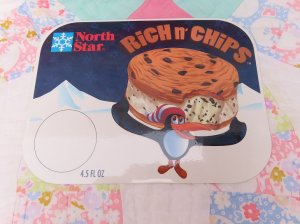 North
Star®
RiCH n' CHiPS
4.5 FL OZ